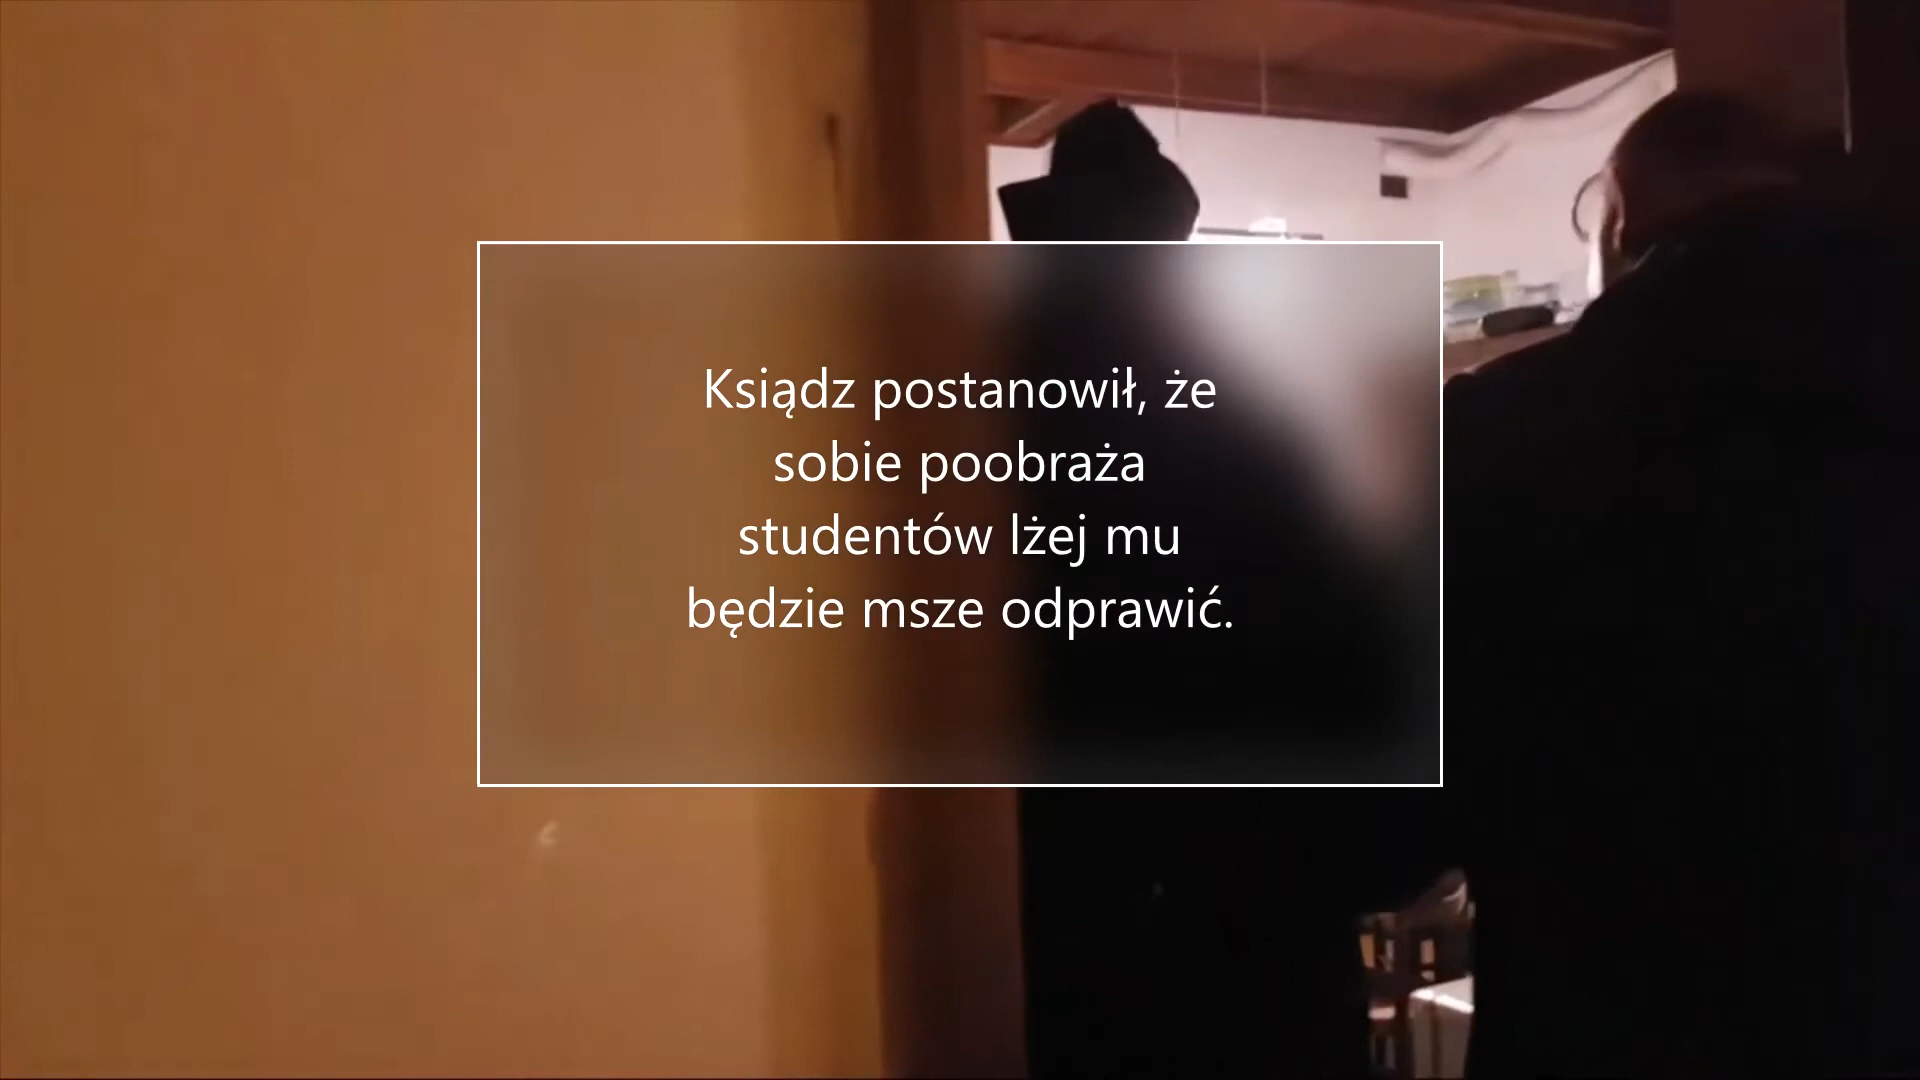 Ksiądz postanowił, że
sobie poobraża
studentów lżej mu
będzie msze odprawić.